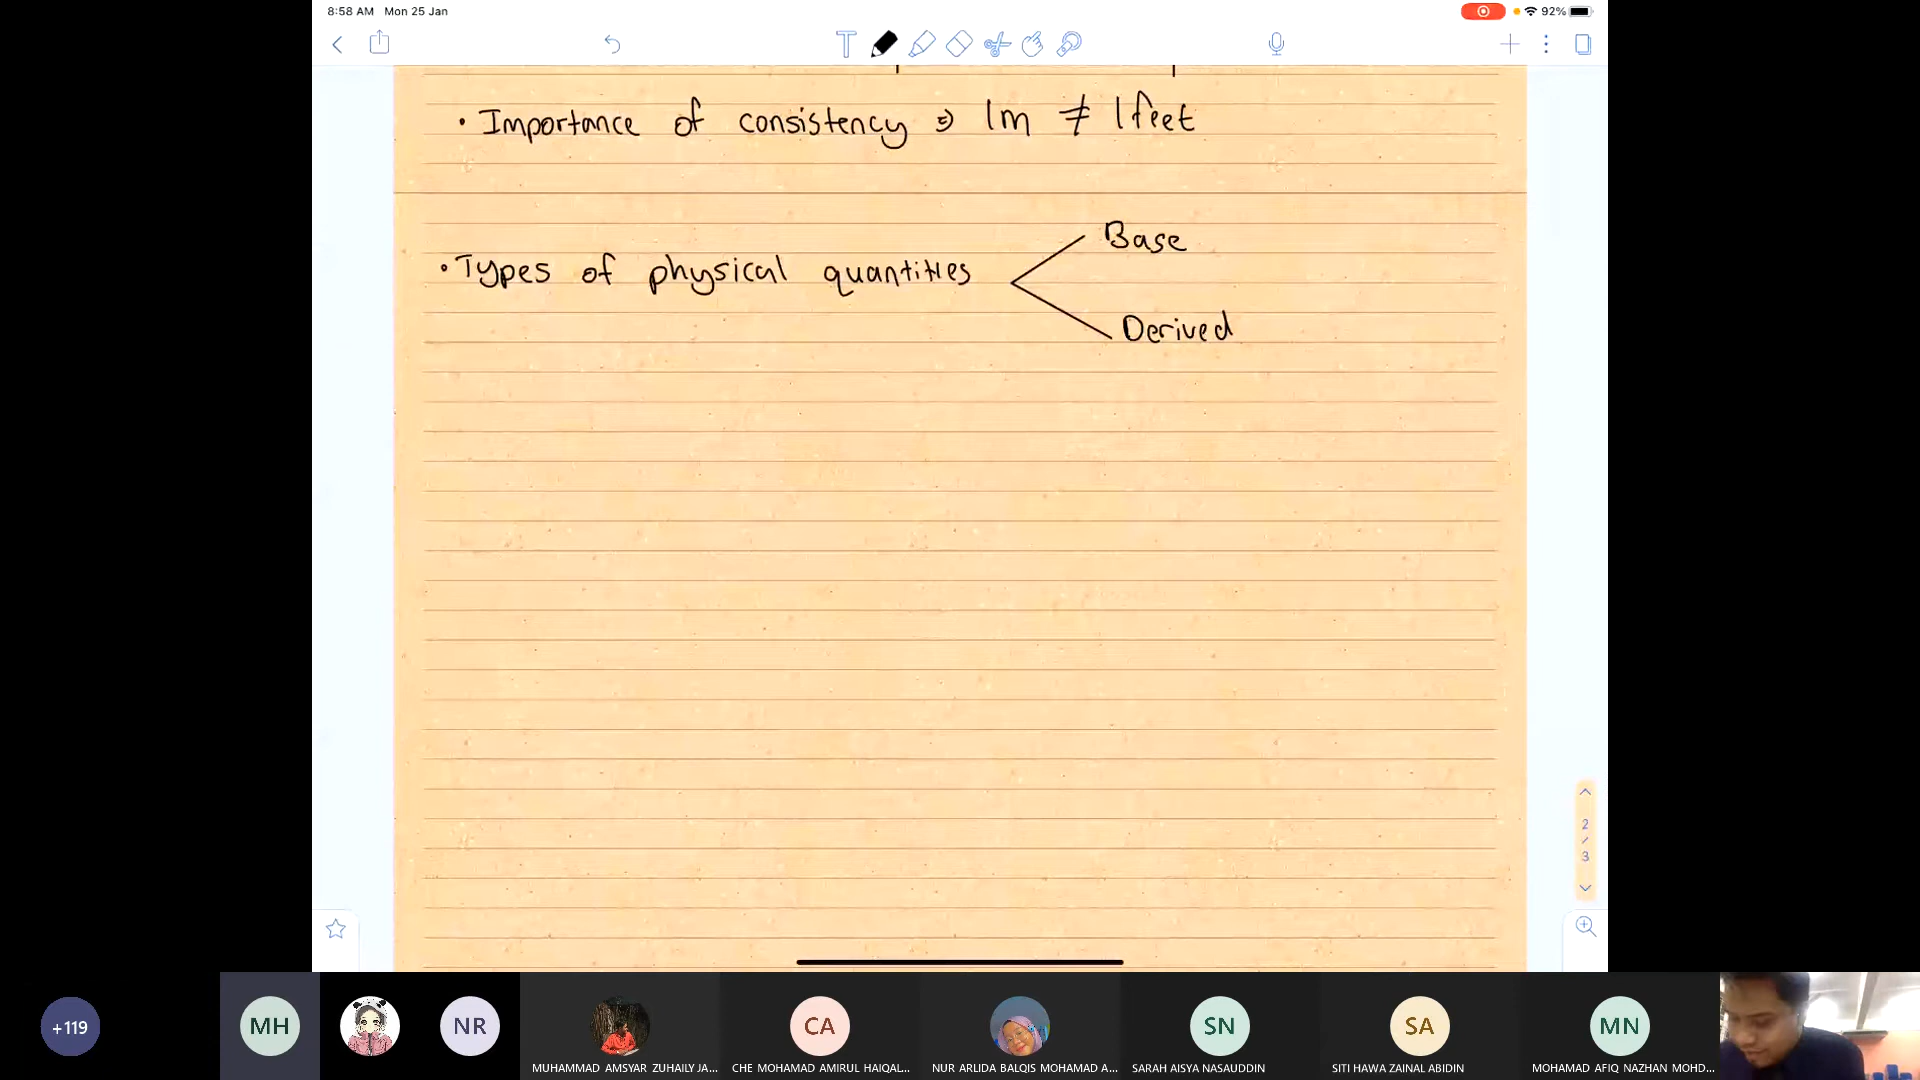 8:58 AM Mon 25 Jan
92%
T
• Importance of consistency ⇒ 1m ≠ 1feet
• Types of physical quantities
Base
Derived
2
/
3
+119
MH
NR
CA
SN
SA
MN
MUHAMMAD AMSYAR ZUHAILY JA...
CHE MOHAMAD AMIRUL HAIQAL...
NUR ARLIDA BALQIS MOHAMAD A...
SARAH AISYA NASAUDDIN
SITI HAWA ZAINAL ABIDIN
MOHAMAD AFIQ NAZHAN MOHD...